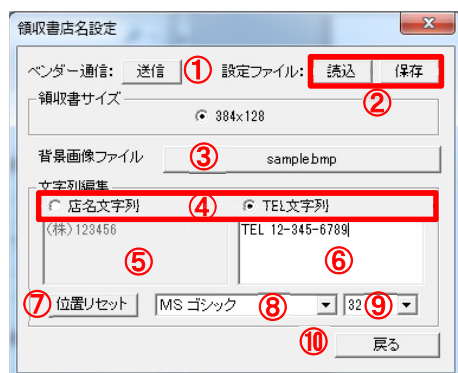 領収書店名設定
ベンダー通信: 送信 ① 設定ファイル: 読込 保存
②
領収書サイズ
384x128
背景画像ファイル ③ sample.bmp
文字列編集
店名文字列 ④ TEL文字列
(株)123456 TEL 12-345-6789
⑤ ⑥
⑦ 位置リセット MS ゴシック ⑧ 32 ⑨
⑩ 戻る